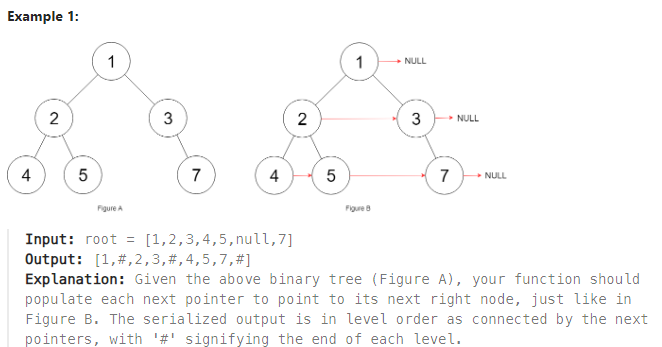 Example 1:
1
2 3
4 5 7
Figure A
1 NULL
2 3 NULL
4 5 7 NULL
Figure B
Input: root = [1,2,3,4,5,null,7]
Output: [1,#,2,3,#,4,5,7,#]
Explanation: Given the above binary tree (Figure A), your function should
populate each next pointer to point to its next right node, just like in
Figure B. The serialized output is in level order as connected by the next
pointers, with '#' signifying the end of each level.